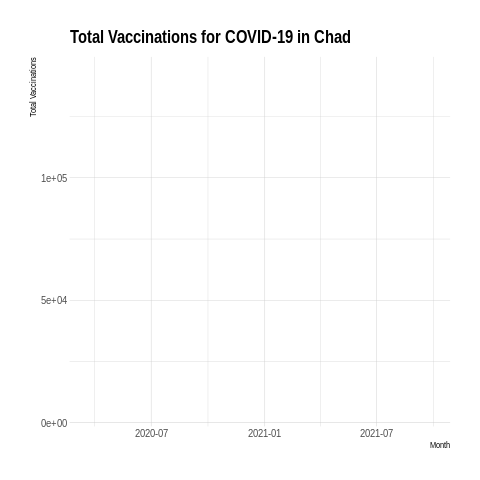 Total Vaccinations for COVID-19 in Chad
Total Vaccinations
1e+05
5e+04
0e+00
2020-07
2021-01
2021-07
Month